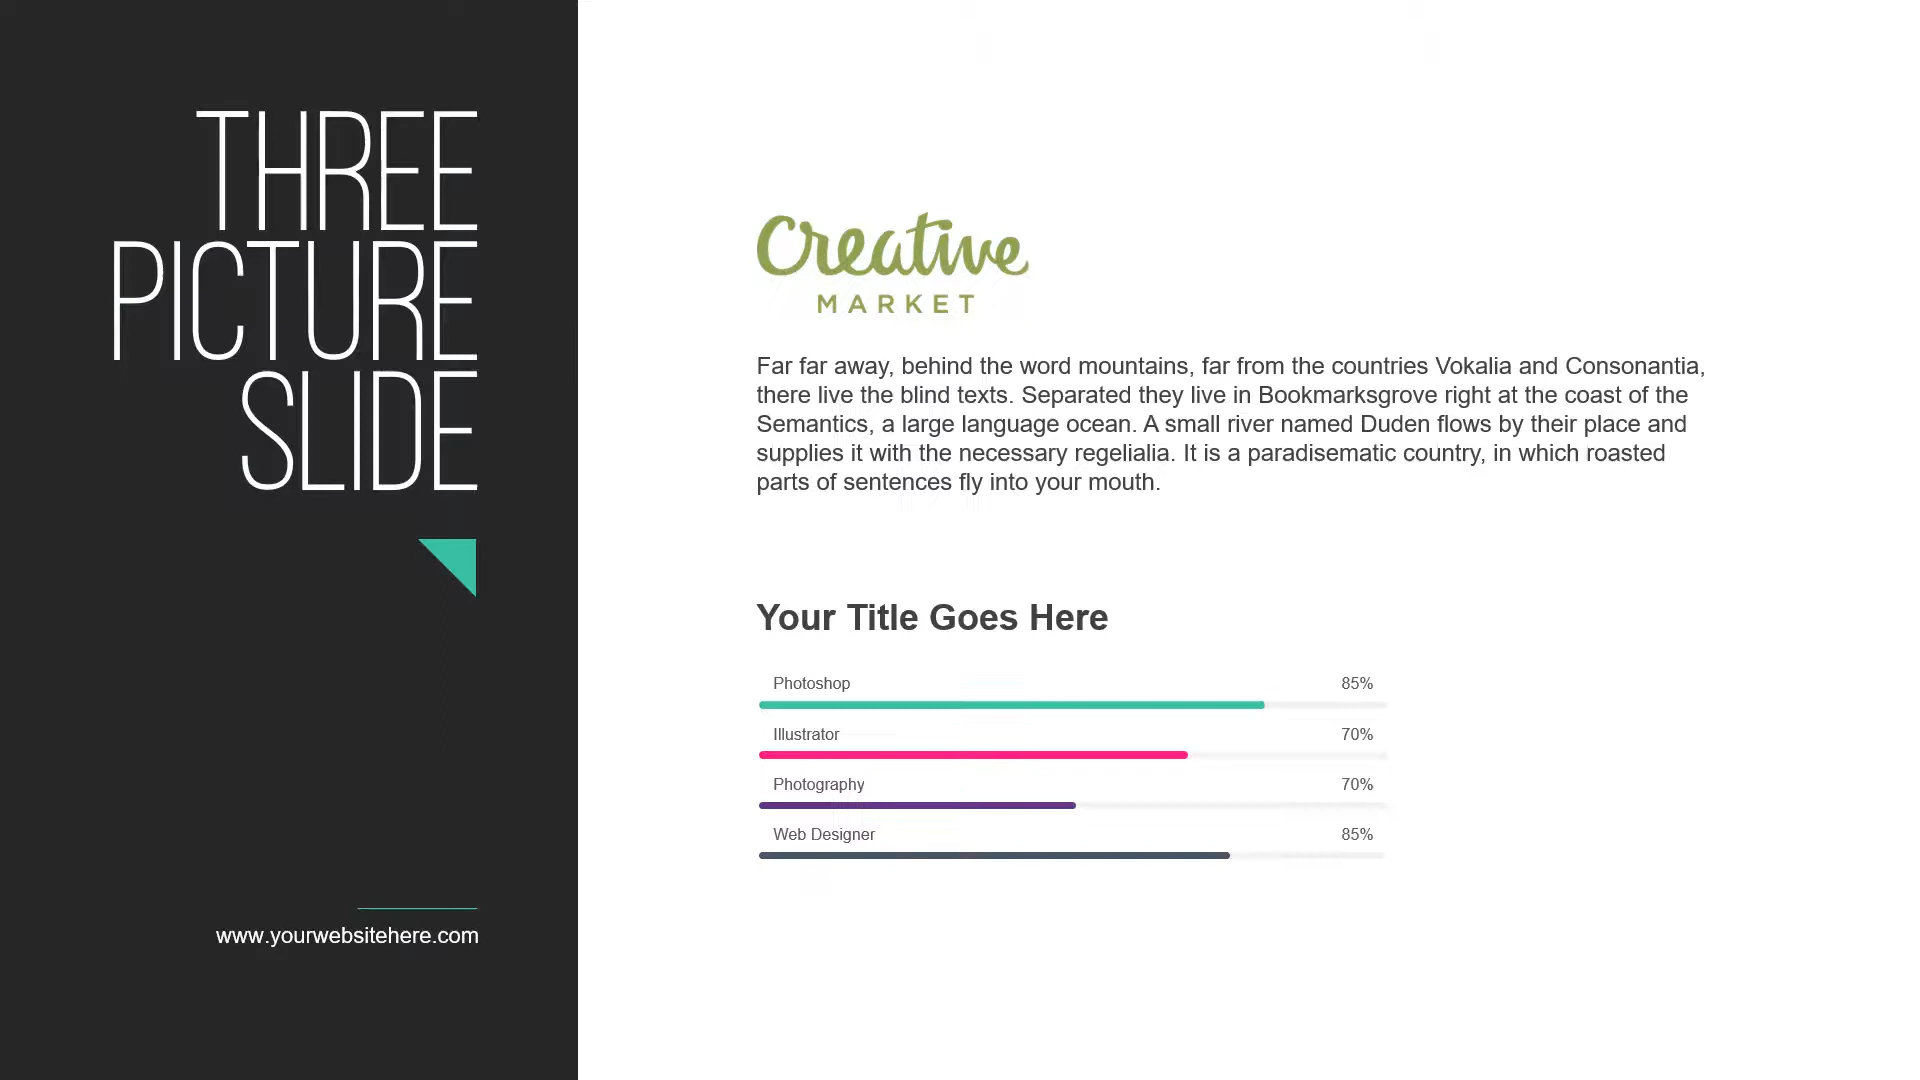 THREE
PICTURE
SLIDE
www.yourwebsitehere.com
Creative
MARKET
Far far away, behind the word mountains, far from the countries Vokalia and Consonantia,
there live the blind texts. Separated they live in Bookmarksgrove right at the coast of the
Semantics, a large language ocean. A small river named Duden flows by their place and
supplies it with the necessary regelialia. It is a paradisematic country, in which roasted
parts of sentences fly into your mouth.
Your Title Goes Here
Photoshop 85%
Illustrator 70%
Photography 70%
Web Designer 85%